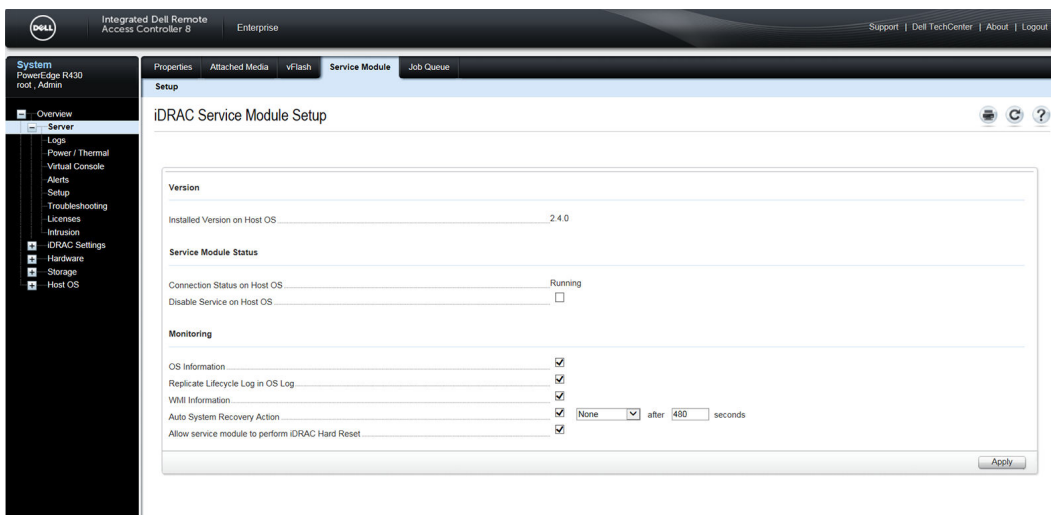 DELL
Integrated Dell Remote
Access Controller 8
Enterprise
Support | Dell TechCenter | About | Logout
System
PowerEdge R430
root , Admin
Overview
Server
Logs
Power / Thermal
Virtual Console
Alerts
Setup
Troubleshooting
Licenses
Intrusion
iDRAC Settings
Hardware
Storage
Host OS
Properties Attached Media vFlash Service Module Job Queue
Setup
iDRAC Service Module Setup
Version
Installed Version on Host OS 2.4.0
Service Module Status
Connection Status on Host OS Running
Disable Service on Host OS
Monitoring
OS Information
Replicate Lifecycle Log in OS Log
WMI Information
Auto System Recovery Action None after 480 seconds
Allow service module to perform iDRAC Hard Reset
Apply